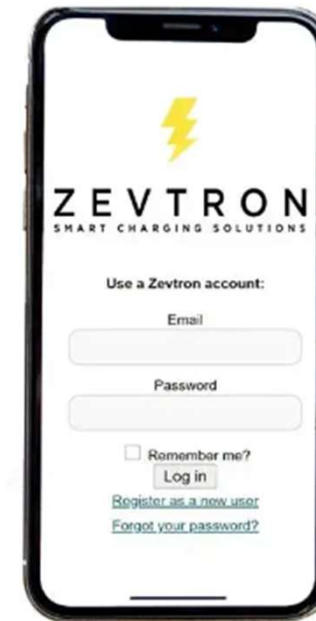 ZEVTRON
SMART CHARGING SOLUTIONS
Use a Zevtron account:
Email
Password
Remember me?
Log in
Register as a new user
Forgot your password?